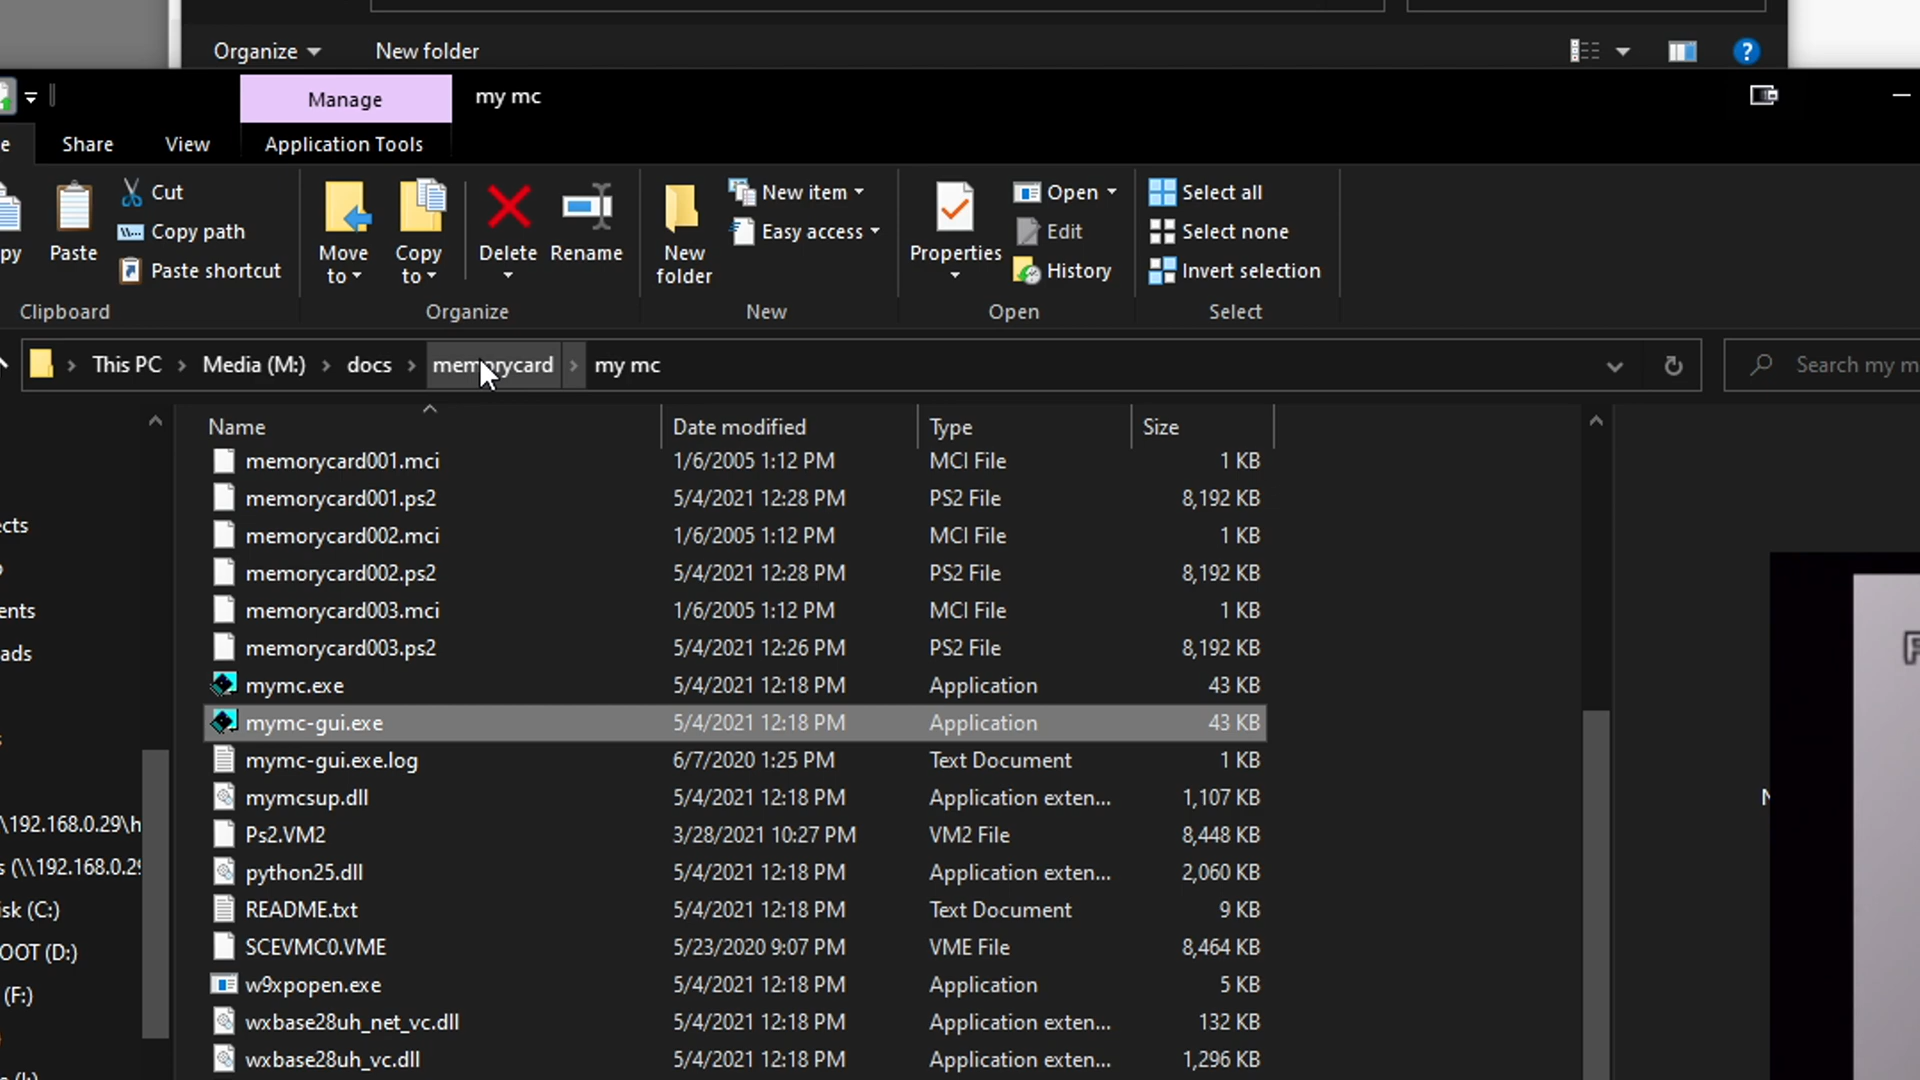 Organize New folder
Manage my mc
Share View Application Tools
Cut
Copy path
Paste shortcut
Paste
Clipboard
Move to
Copy to
Delete
Rename
Organize
New folder
New item
Easy access
New
Properties
Open
Edit
History
Open
Select all
Select none
Invert selection
Select
This PC > Media (M:) > docs > memorycard > my mc
Search my m
Name Date modified Type Size
memorycard001.mci 1/6/2005 1:12 PM MCI File 1 KB
memorycard001.ps2 5/4/2021 12:28 PM PS2 File 8,192 KB
memorycard002.mci 1/6/2005 1:12 PM MCI File 1 KB
memorycard002.ps2 5/4/2021 12:28 PM PS2 File 8,192 KB
memorycard003.mci 1/6/2005 1:12 PM MCI File 1 KB
memorycard003.ps2 5/4/2021 12:26 PM PS2 File 8,192 KB
mymc.exe 5/4/2021 12:18 PM Application 43 KB
mymc-gui.exe 5/4/2021 12:18 PM Application 43 KB
mymc-gui.exe.log 6/7/2020 1:25 PM Text Document 1 KB
mymcsup.dll 5/4/2021 12:18 PM Application exten... 1,107 KB
Ps2.VM2 3/28/2021 10:27 PM VM2 File 8,448 KB
python25.dll 5/4/2021 12:18 PM Application exten... 2,060 KB
README.txt 5/4/2021 12:18 PM Text Document 9 KB
SCEVMC0.VME 5/23/2020 9:07 PM VME File 8,464 KB
w9xpopen.exe 5/4/2021 12:18 PM Application 5 KB
wxbase28uh_net_vc.dll 5/4/2021 12:18 PM Application exten... 132 KB
wxbase28uh_vc.dll 5/4/2021 12:18 PM Application exten... 1,296 KB
ects
ents
ads
\192.168.0.29\h
s (\\192.168.0.29
isk (C:)
OOT (D:)
(F:)